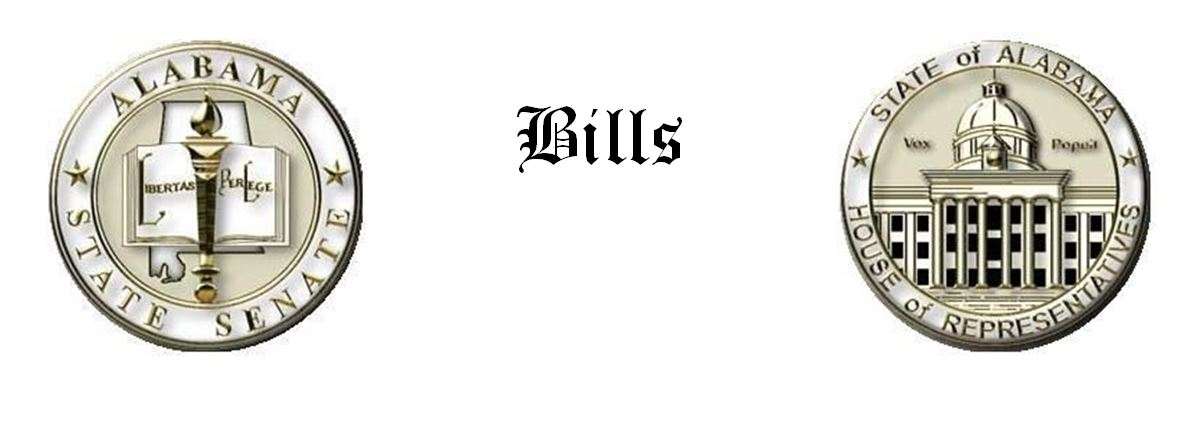 ALABAMA
LIBERTAS PER LEGE
STATE SENATE
Bills
STATE of ALABAMA
Vox Populi
HOUSE of REPRESENTATIVES